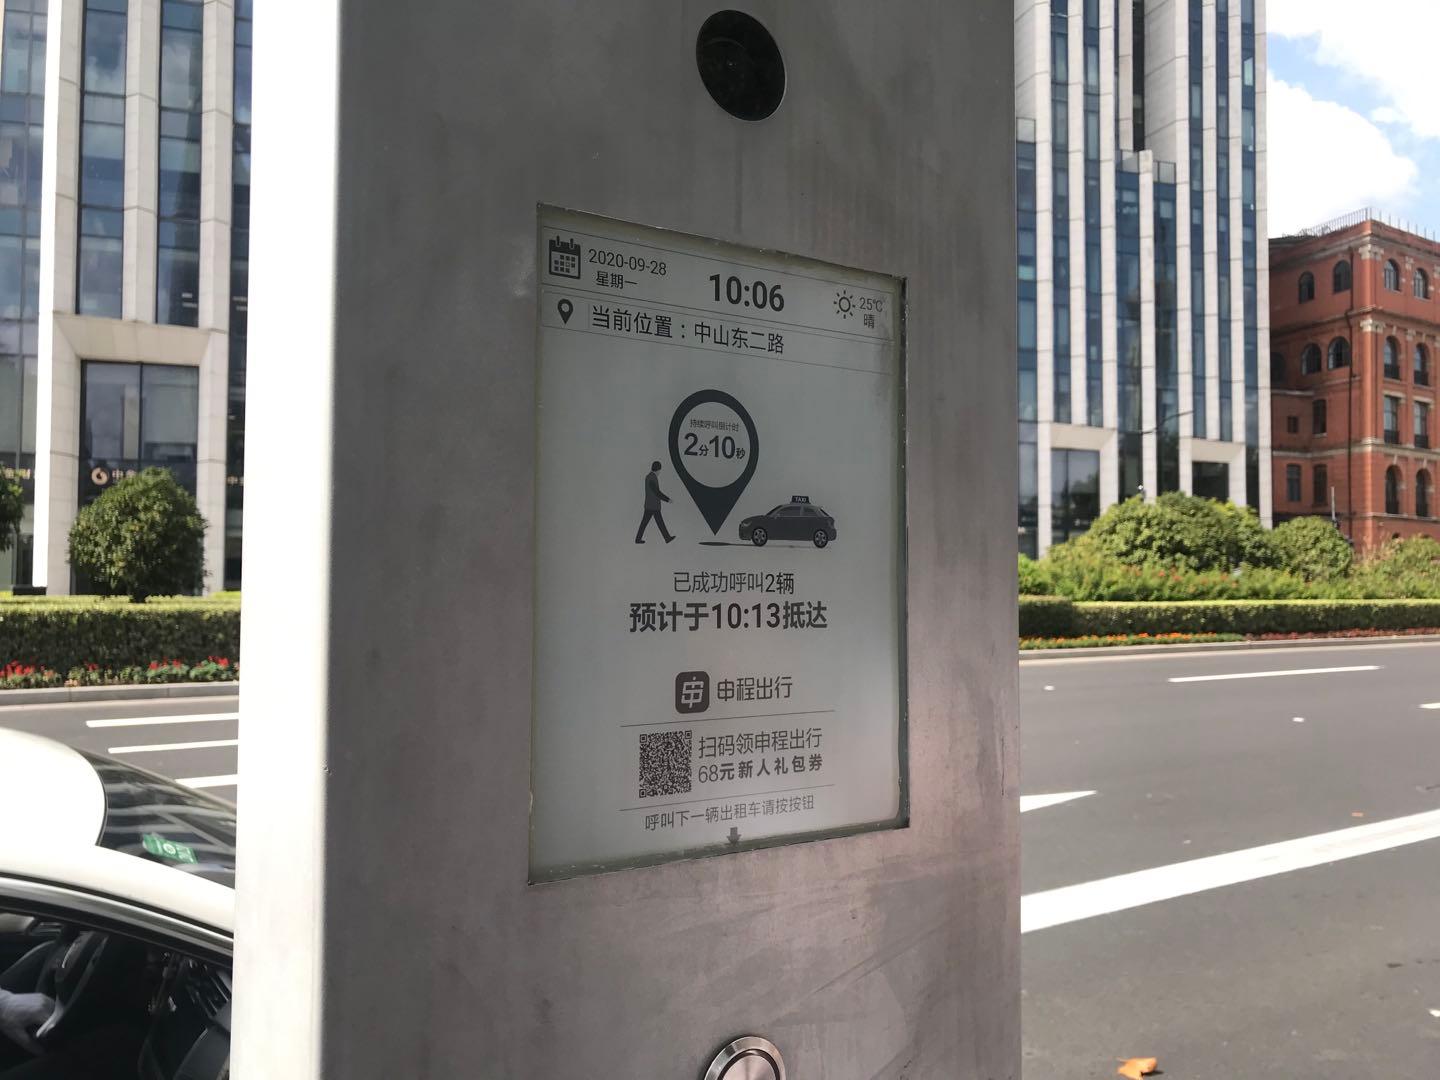 2020-09-28
星期一
10:06
25℃
晴
当前位置：中山东二路
持续呼叫倒计时
2分10秒
TAXI
已成功呼叫2辆
预计于10:13抵达
申程出行
扫码领申程出行
68元新人礼包券
呼叫下一辆出租车请按按钮